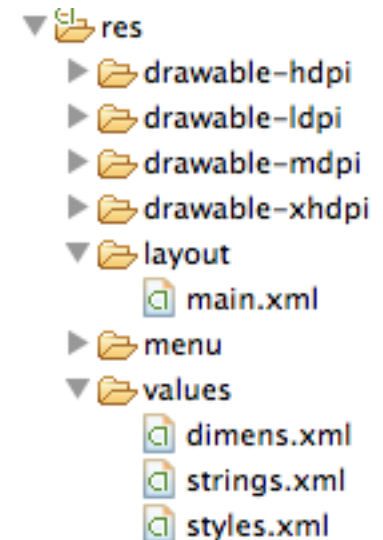 res
drawable-hdpi
drawable-ldpi
drawable-mdpi
drawable-xhdpi
layout
main.xml
menu
values
dimens.xml
strings.xml
styles.xml